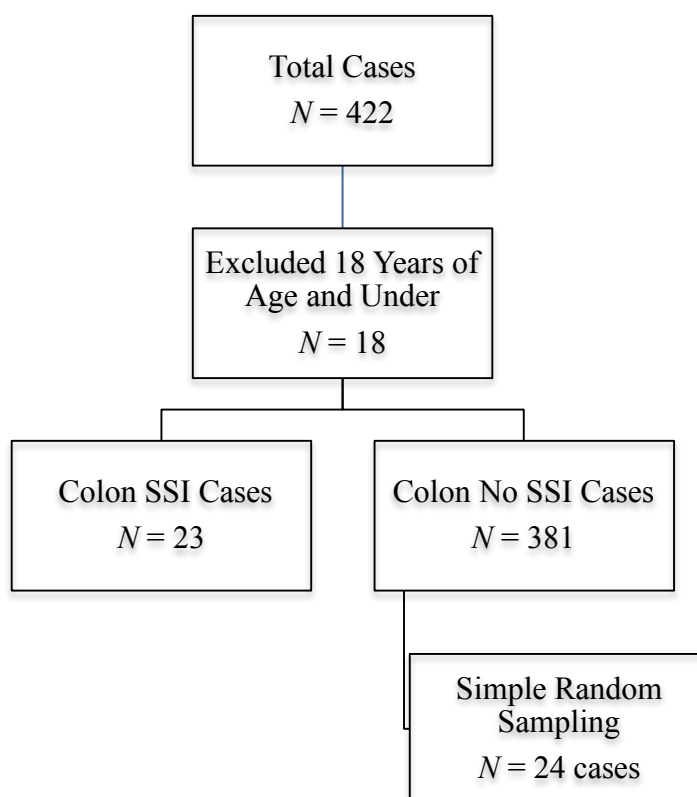 Total Cases
N = 422
Excluded 18 Years of
Age and Under
N = 18
Colon SSI Cases
N = 23
Colon No SSI Cases
N = 381
Simple Random
Sampling
N = 24 cases